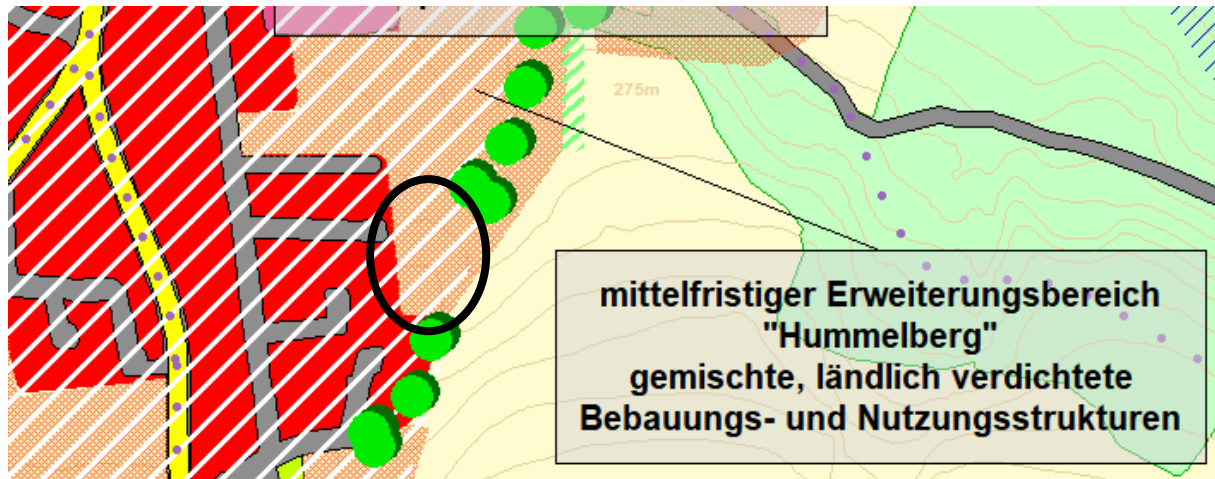 275m
mittelfristiger Erweiterungsbereich
"Hummelberg"
gemischte, ländlich verdichtete
Bebauungs- und Nutzungsstrukturen